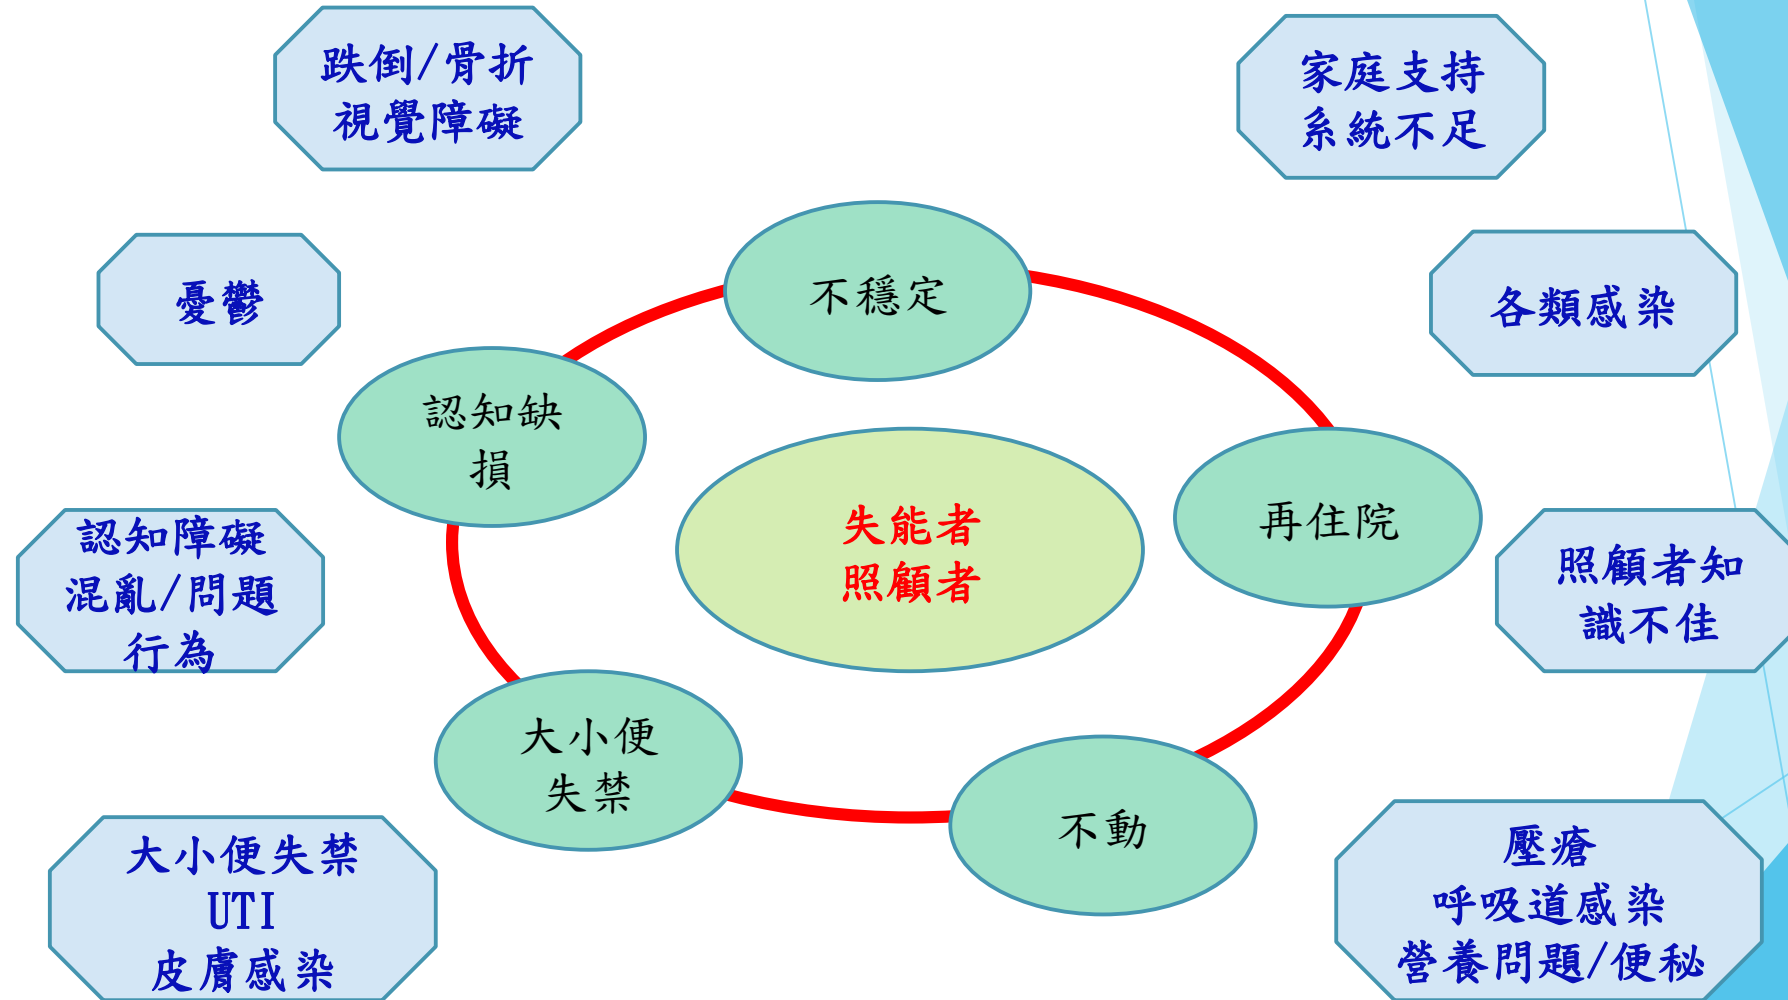 跌倒/骨折
視覺障礙
家庭支持
系統不足
不穩定
憂鬱
各類感染
認知缺
損
失能者
照顧者
再住院
認知障礙
混亂/問題
行為
照顧者知
識不佳
大小便
失禁
不動
大小便失禁
UTI
皮膚感染
壓瘡
呼吸道感染
營養問題/便秘